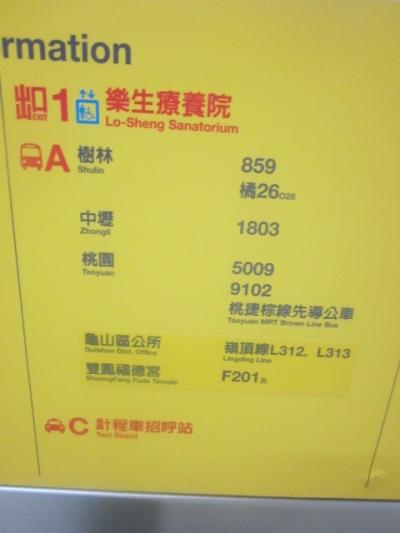 rmation
出口 EXIT 1 樂生療養院
Lo-Sheng Sanatorium
A 樹林 859
Shulin
橘26 O26
中壢 1803
Zhongli
桃園 5009
Taoyuan
9102
桃捷棕線先導公車
Taoyuan MRT Brown Line Bus
龜山區公所 嶺頂線L312. L313
Guishan Dist. Office Lingding Line
雙鳳福德宮 F201
ShuangFeng Fude Temple
C 計程車招呼站
Taxi Stand